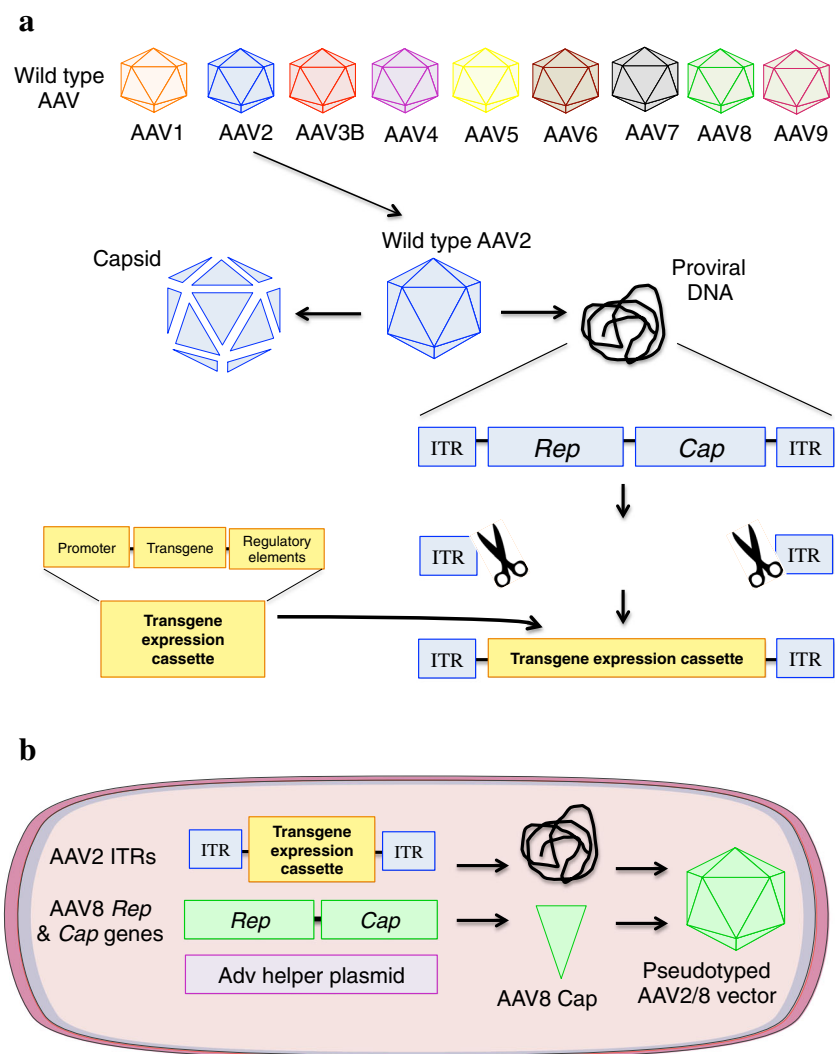 a
Wild type
AAV
AAV1 AAV2 AAV3B AAV4 AAV5 AAV6 AAV7 AAV8 AAV9
Wild type AAV2
Capsid
Proviral
DNA
ITR Rep Cap ITR
ITR ITR
Promoter Transgene Regulatory
elements
Transgene
expression
cassette
ITR Transgene expression cassette ITR
b
AAV2 ITRs
ITR Transgene
expression
cassette ITR
AAV8 Rep
& Cap genes
Rep Cap
Adv helper plasmid
AAV8 Cap
Pseudotyped
AAV2/8 vector